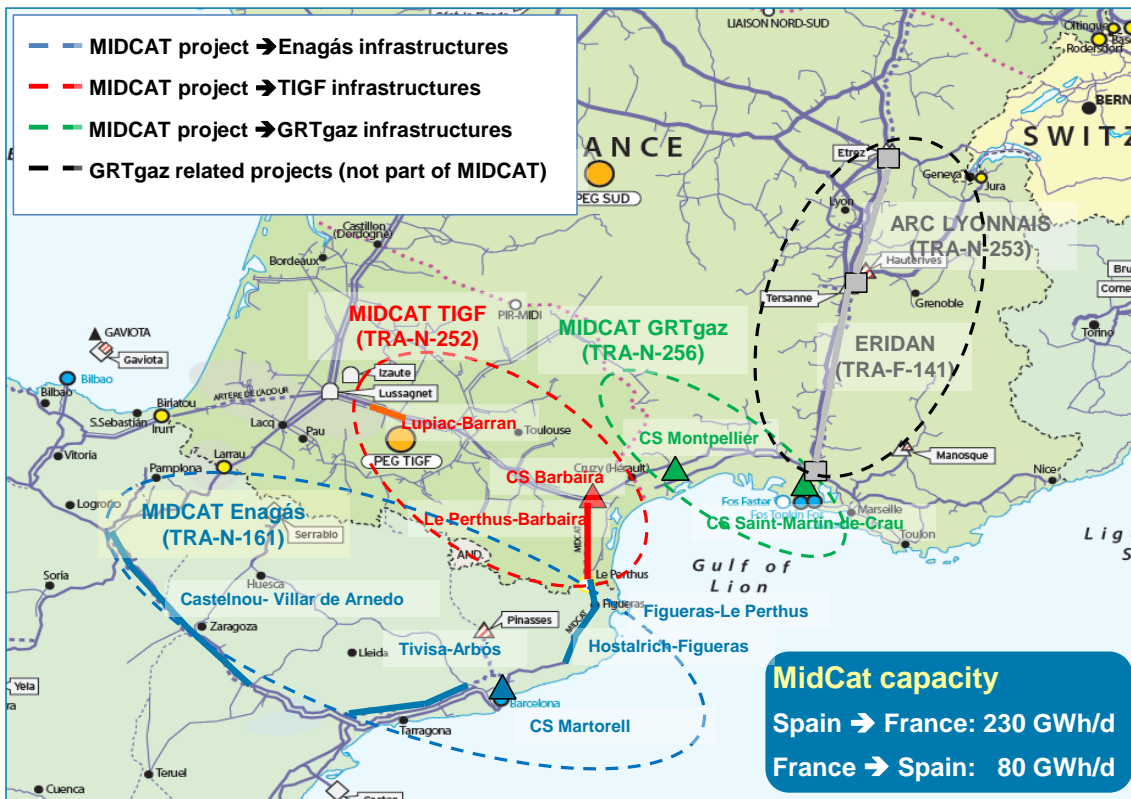 LIAISON NORD-SUD
Oltingue
Rodersdorf
BERN
SWITZ
MIDCAT project ➔Enagás infrastructures
MIDCAT project ➔TIGF infrastructures
MIDCAT project ➔GRTgaz infrastructures
GRTgaz related projects (not part of MIDCAT)
ANCE
PEG SUD
Etrez
Geneva
Jura
Lyon
ARC LYONNAIS
(TRA-N-253)
Hauterives
Tersanne
Grenoble
ERIDAN
(TRA-F-141)
Torino
Castillon
(Dordogne)
Bordeaux
PIR-MIDI
MIDCAT TIGF
(TRA-N-252)
MIDCAT GRTgaz
(TRA-N-256)
GAVIOTA
Gaviota
Bilbao
Bilbao
S.Sebastián
Biriatou
Irun
ARTÈRE DE L'ADOUR
Izaute
Lussagnet
Lacq
Pau
Lupiac-Barran
Toulouse
PEG TIGF
CS Montpellier
Manosque
Nice
Vitoria
Pamplona
Larrau
Logroño
CS Barbaira
Cruzy (Hérault)
Fos Faster
Fos Tonkin
Fos
Marseille
Toulon
CS Saint-Martin-de-Crau
MIDCAT Enagás
(TRA-N-161)
Serrablo
Le Perthus-Barbaira
MIDCAT
AND.
Le Perthus
Gulf of
Lion
Soria
Huesca
Castelnou- Villar de Arnedo
Figueras
Figueras-Le Perthus
MIDCAT
Zaragoza
Pinasses
Lleida
Tivisa-Arbós
Hostalrich-Figueras
Yela
Barcelona
CS Martorell
Tarragona
Teruel
Cuenca
MidCat capacity
Spain ➔ France: 230 GWh/d
France ➔ Spain: 80 GWh/d